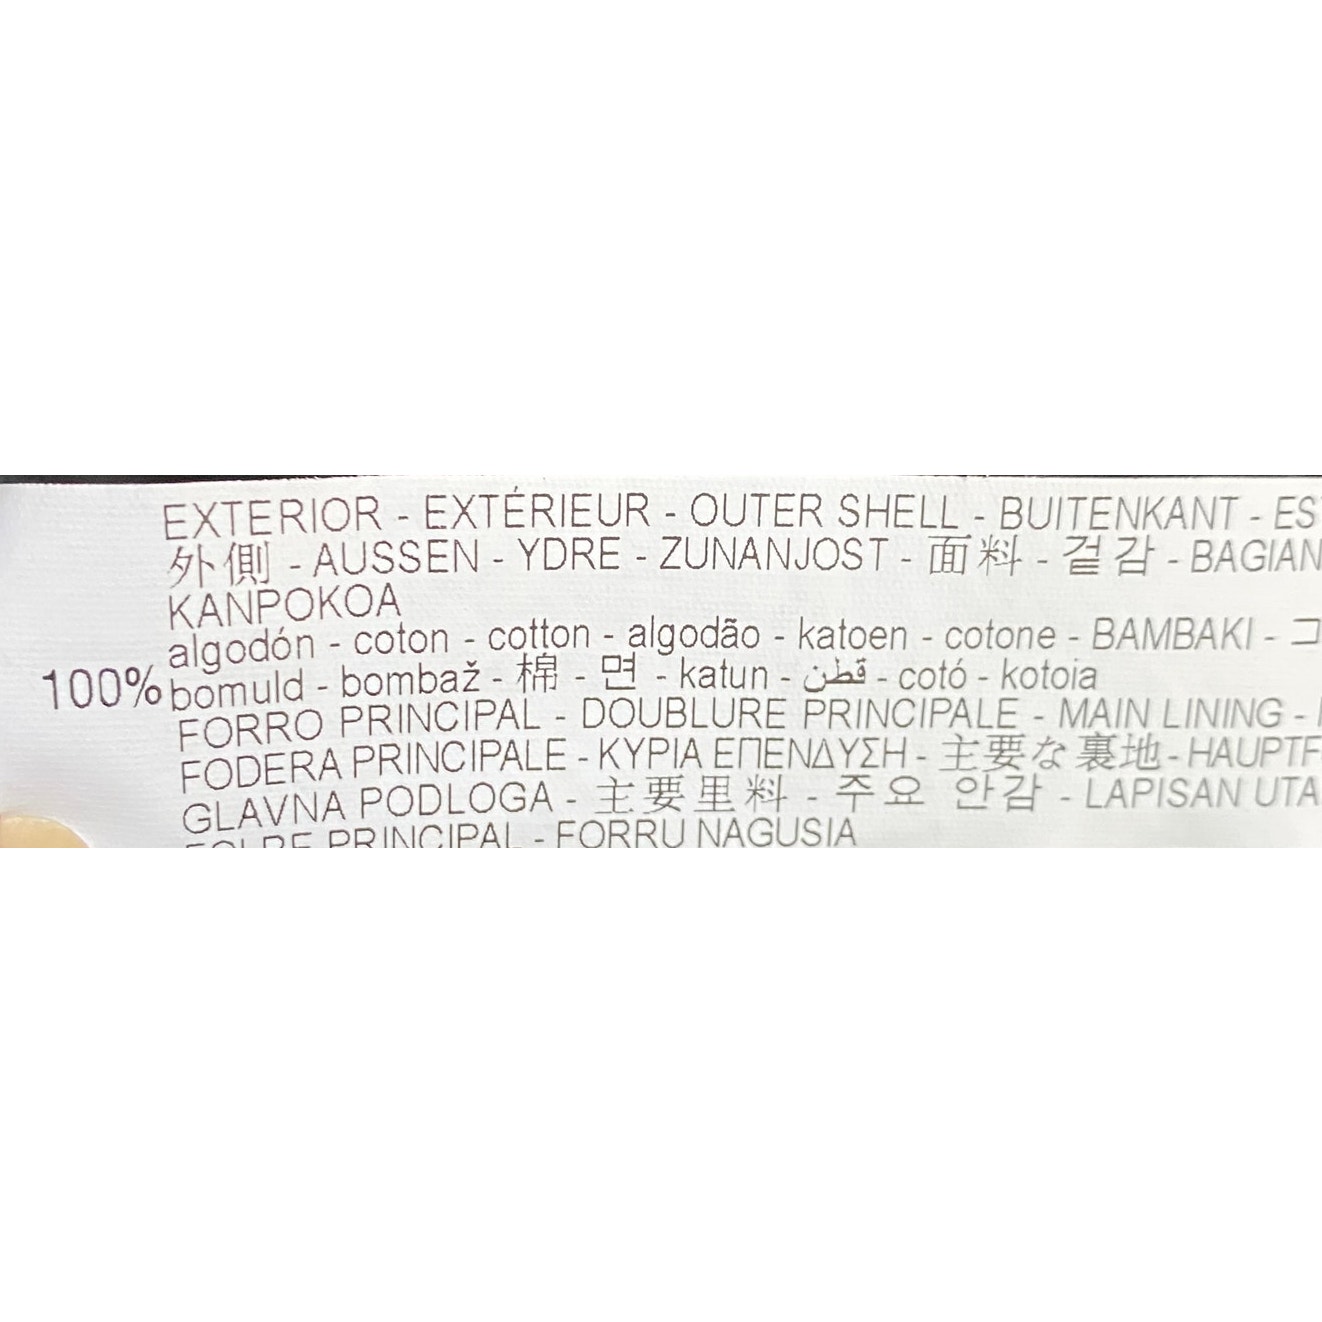 EXTERIOR - EXTÉRIEUR - OUTER SHELL - BUITENKANT -
外側 - AUSSEN - YDRE - ZUNANJOST - 面料 - 겉감 - BAGIAN
KANPOKOA
algodón - coton - cotton - algodão - katoen - cotone - BAMBAKI -
100% bomuld - bombaž - 棉 - 면 - katun - قطن - cotó - kotoia
FORRO PRINCIPAL - DOUBLURE PRINCIPALE - MAIN LINING -
FODERA PRINCIPALE - ΚΥΡΙΑ ΕΠΕΝΔΥΣΗ - 主要な裏地 -
GLAVNA PODLOGA - 主要里料 - 주요 안감 - LAPISAN
PRINCIPAL - FORRU NAGUSIA